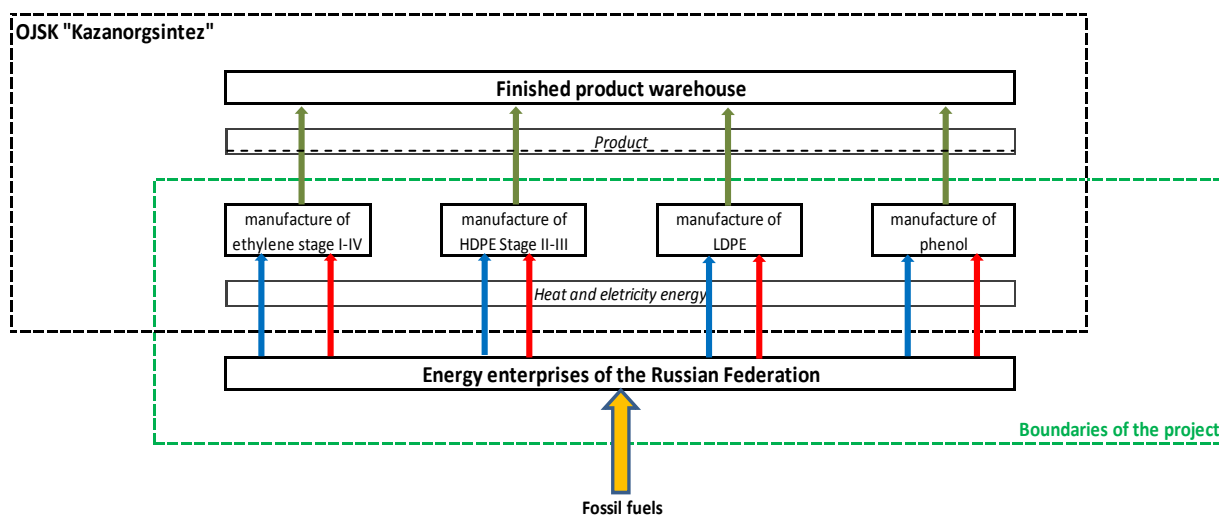 OJSK "Kazanorgsintez"
Finished product warehouse
Product
manufacture of
ethylene stage I-IV
manufacture of
HDPE Stage II-III
manufacture of
LDPE
manufacture of
phenol
Heat and eletricity energy
Energy enterprises of the Russian Federation
Boundaries of the project
Fossil fuels